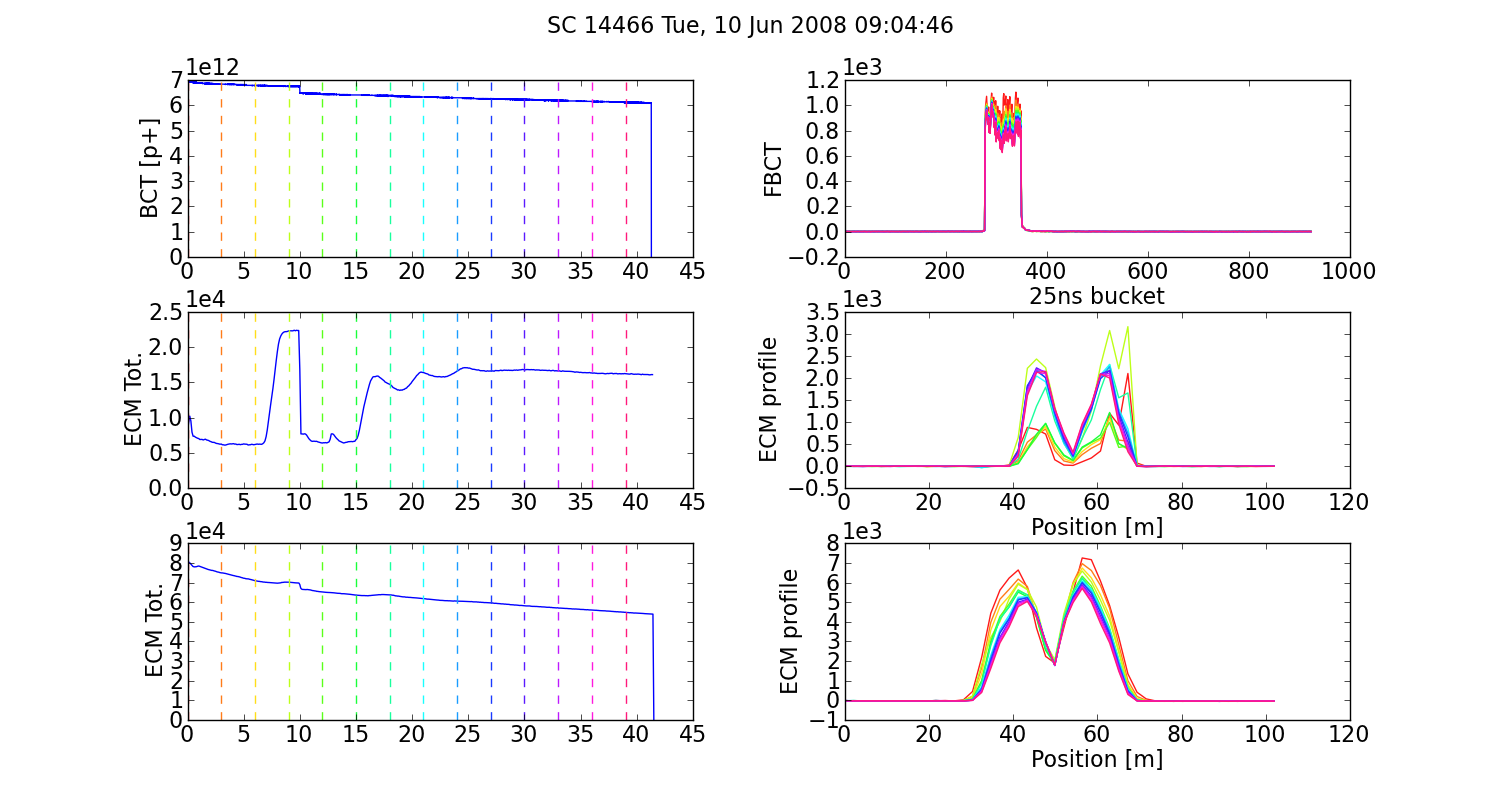 SC 14466 Tue, 10 Jun 2008 09:04:46
1e12
7
6
5
4
3
2
1
0
BCT [p+]
0 5 10 15 20 25 30 35 40 45
1e3
1.2
1.0
0.8
0.6
0.4
0.2
0.0
−0.2
FBCT
0 200 400 600 800 1000
25ns bucket
1e4
2.5
2.0
1.5
1.0
0.5
0.0
ECM Tot.
0 5 10 15 20 25 30 35 40 45
1e3
3.5
3.0
2.5
2.0
1.5
1.0
0.5
0.0
−0.5
ECM profile
0 20 40 60 80 100 120
Position [m]
1e4
9
8
7
6
5
4
3
2
1
0
ECM Tot.
0 5 10 15 20 25 30 35 40 45
1e3
8
7
6
5
4
3
2
1
0
−1
ECM profile
0 20 40 60 80 100 120
Position [m]